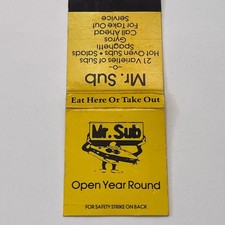 Mr. Sub
-o-
21 Varieties of Subs
Hot Oven Subs • Salads
Spaghetti
Gyros
Call Ahead
For Take Out
Service
Eat Here Or Take Out
Mr. Sub
Open Year Round
FOR SAFETY STRIKE ON BACK